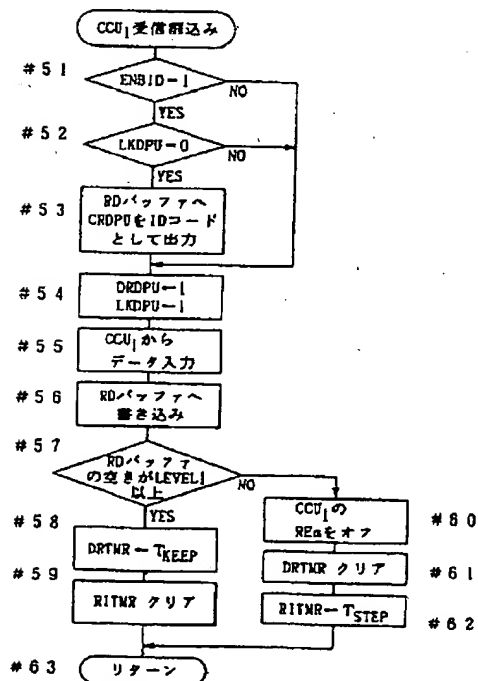 CCU1受信割込み
#51
ENBID=1
NO
YES
#52
LKDPU=0
NO
YES
#53
RDバッファへ
CRDPUをIDコード
として出力
#54
DRDPU←1
LKDPU←1
#55
CCU1から
データ入力
#56
RDバッファへ
書き込み
#57
RDバッファ
の空きがLEVEL1
以上
NO
YES
#58
DRTMR←TKEEP
#59
RITMR クリア
CCU1の
REαをオフ
#60
DRTMR クリア
#61
RITMR←TSTEP
#62
#63
リターン